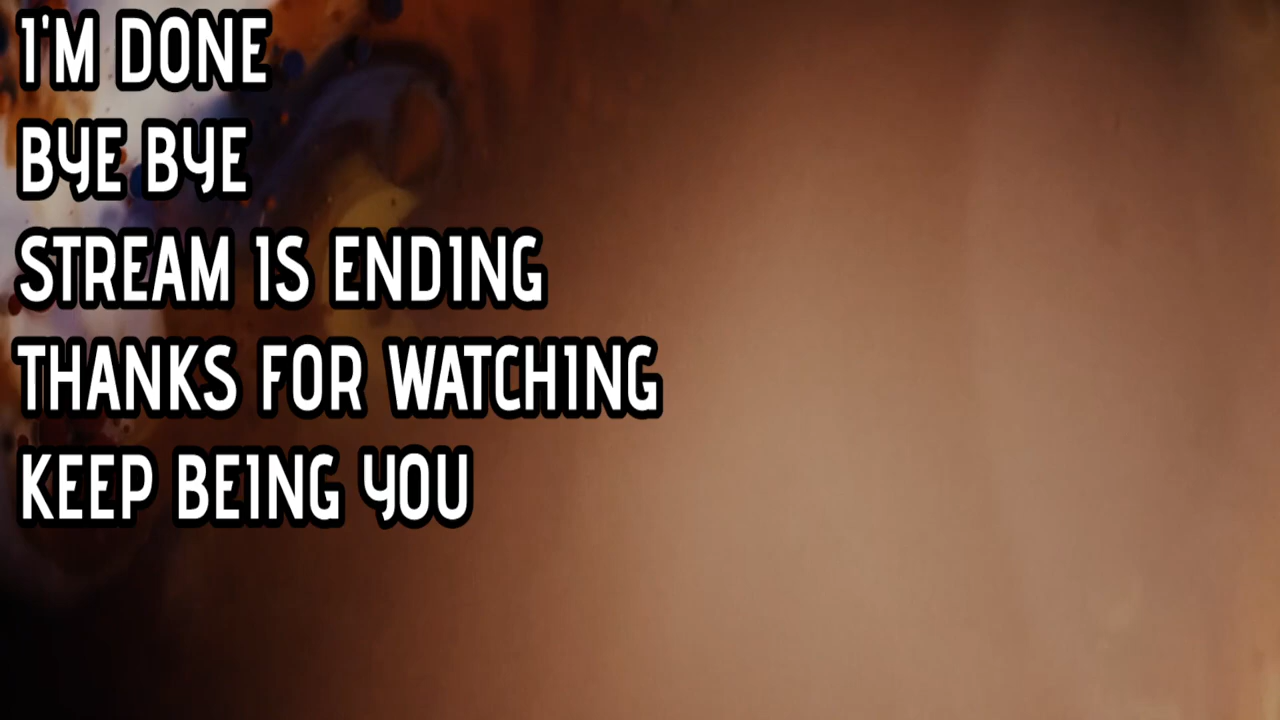 I'M DONE
BYE BYE
STREAM IS ENDING
THANKS FOR WATCHING
KEEP BEING YOU